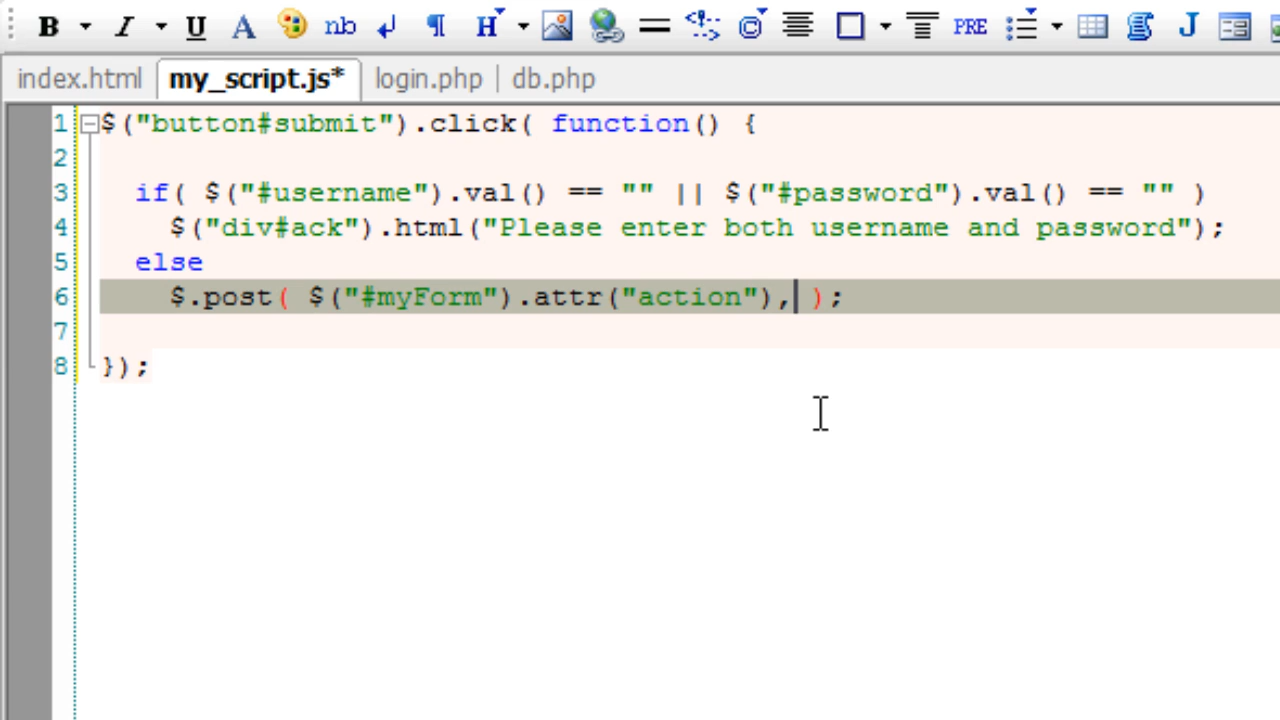 B I U A nb ¶ H © PRE J
index.html my_script.js* login.php db.php
1 $("button#submit").click( function() {
2
3 if( $("#username").val() == "" || $("#password").val() == "" )
4 $("div#ack").html("Please enter both username and password");
5 else
6 $.post( $("#myForm").attr("action"), );
7
8 });